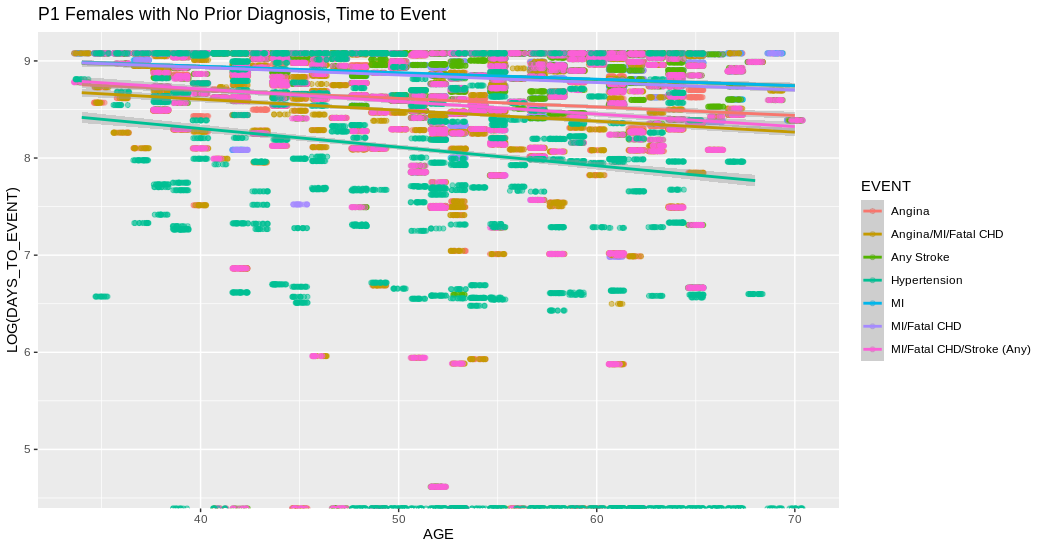 P1 Females with No Prior Diagnosis, Time to Event
LOG(DAYS_TO_EVENT)
9
8
7
6
5
40
50
60
70
AGE
EVENT
Angina
Angina/MI/Fatal CHD
Any Stroke
Hypertension
MI
MI/Fatal CHD
MI/Fatal CHD/Stroke (Any)